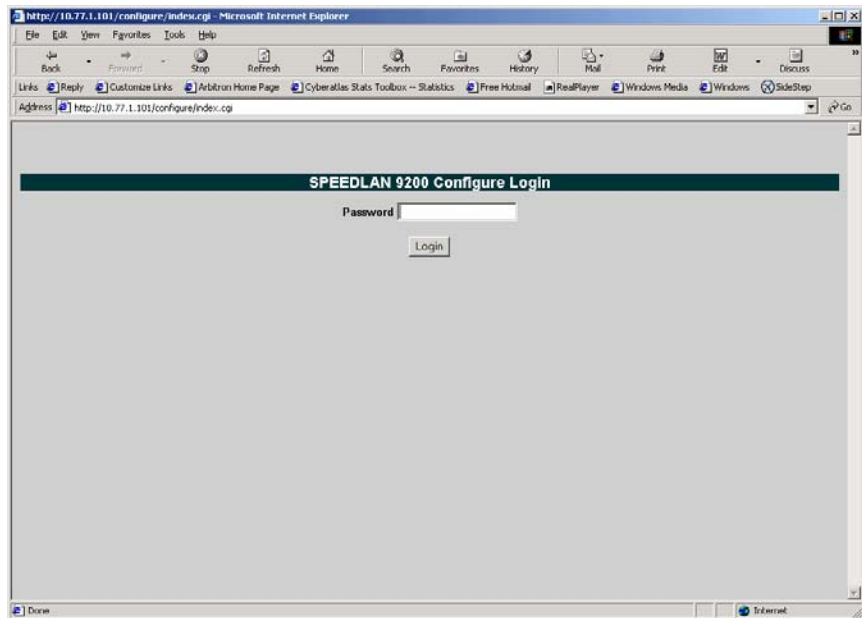 http://10.77.1.101/configure/index.cgi - Microsoft Internet Explorer
File Edit View Favorites Tools Help
Back Forward Stop Refresh Home Search Favorites History Mail Print Edit Discuss »
Links Reply Customize Links Arbitron Home Page Cyberatlas Stats Toolbox -- Statistics Free Hotmail RealPlayer Windows Media Windows SideStep
Address http://10.77.1.101/configure/index.cgi Go
SPEEDLAN 9200 Configure Login
Password
Login
Done Internet